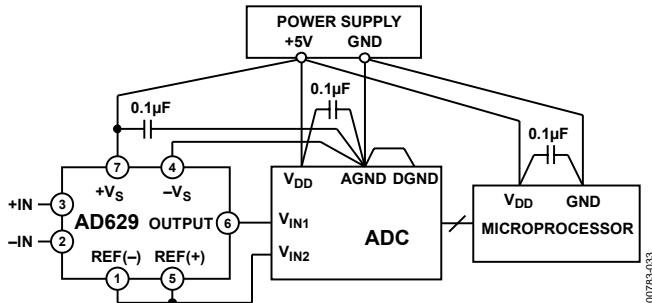 POWER SUPPLY
+5V GND
0.1µF
0.1µF
0.1µF
7 4
+VS –VS
VDD AGND DGND
VDD GND
+IN 3
AD629 OUTPUT 6
VIN1
ADC
MICROPROCESSOR
–IN 2
VIN2
REF(–) REF(+)
1 5
00783-033